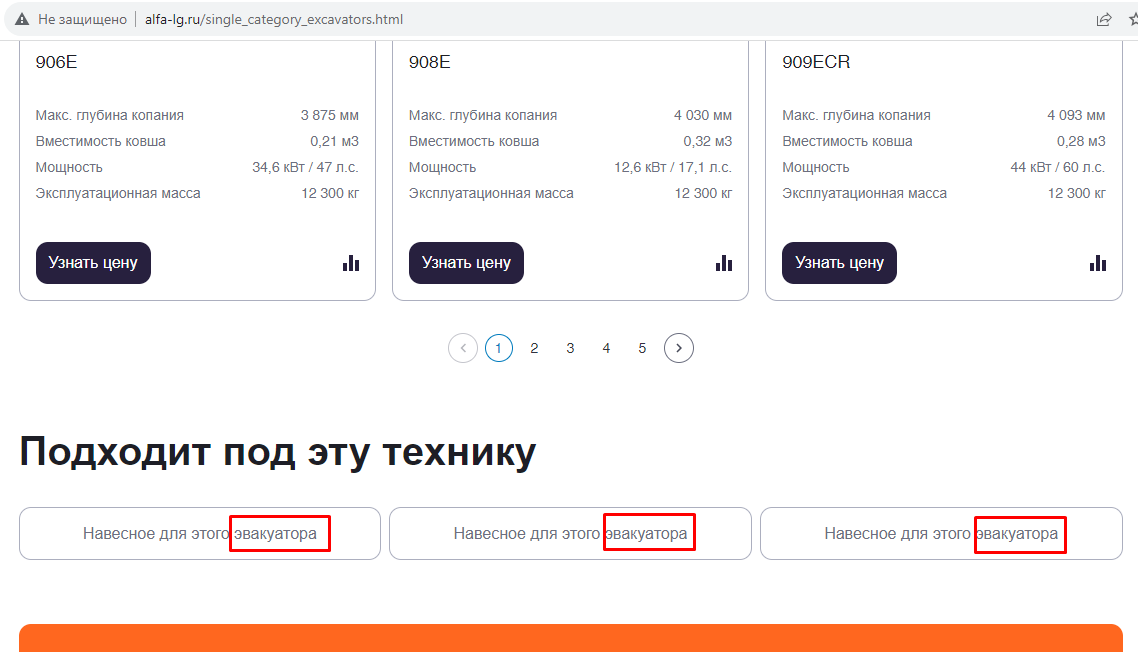 Не защищено alfa-lg.ru/single_category_excavators.html
906E 908E 909ECR
Макс. глубина копания 3 875 мм Макс. глубина копания 4 030 мм Макс. глубина копания 4 093 мм
Вместимость ковша 0,21 м3 Вместимость ковша 0,32 м3 Вместимость ковша 0,28 м3
Мощность 34,6 кВт / 47 л.с. Мощность 12,6 кВт / 17,1 л.с. Мощность 44 кВт / 60 л.с.
Эксплуатационная масса 12 300 кг Эксплуатационная масса 12 300 кг Эксплуатационная масса 12 300 кг
Узнать цену Узнать цену Узнать цену
1 2 3 4 5
Подходит под эту технику
Навесное для этого эвакуатора Навесное для этого эвакуатора Навесное для этого эвакуатора